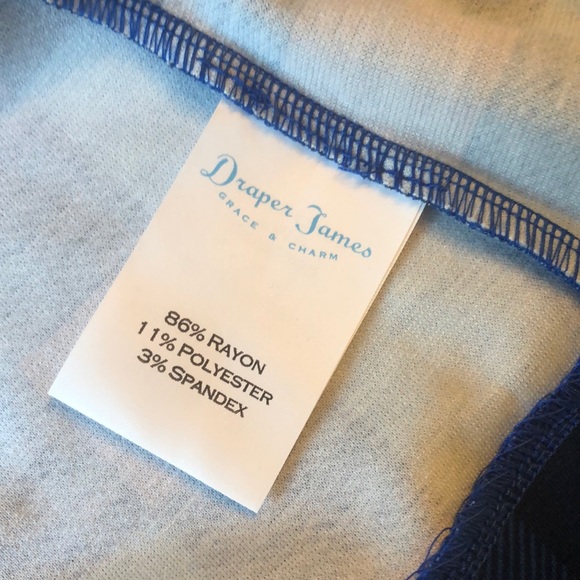 Draper James
GRACE & CHARM
86% RAYON
11% POLYESTER
3% SPANDEX